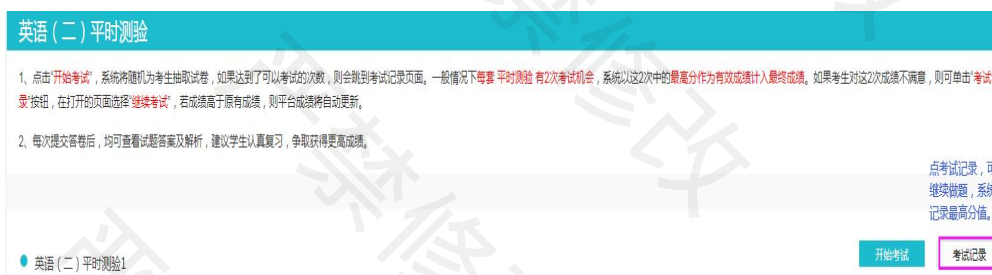 英语（二）平时测验
1、点击"开始考试"，系统将随机为考生抽取试卷，如果达到了可以考试的次数，则会跳到考试记录页面。一般情况下每套 平时测验 有2次考试机会，系统以这2次中的最高分作为有效成绩计入最终成绩。如果考生对这2次成绩不满意，则可单击"考试
录"按钮，在打开的页面选择"继续考试"，若成绩高于原有成绩，则平台成绩将自动更新。
2、每次提交答卷后，均可查看试题答案及解析，建议学生认真复习，争取获得更高成绩。
点考试记录，可
继续做题，系统
记录最高分值。
英语（二）平时测验1
开始考试
考试记录
严禁修改